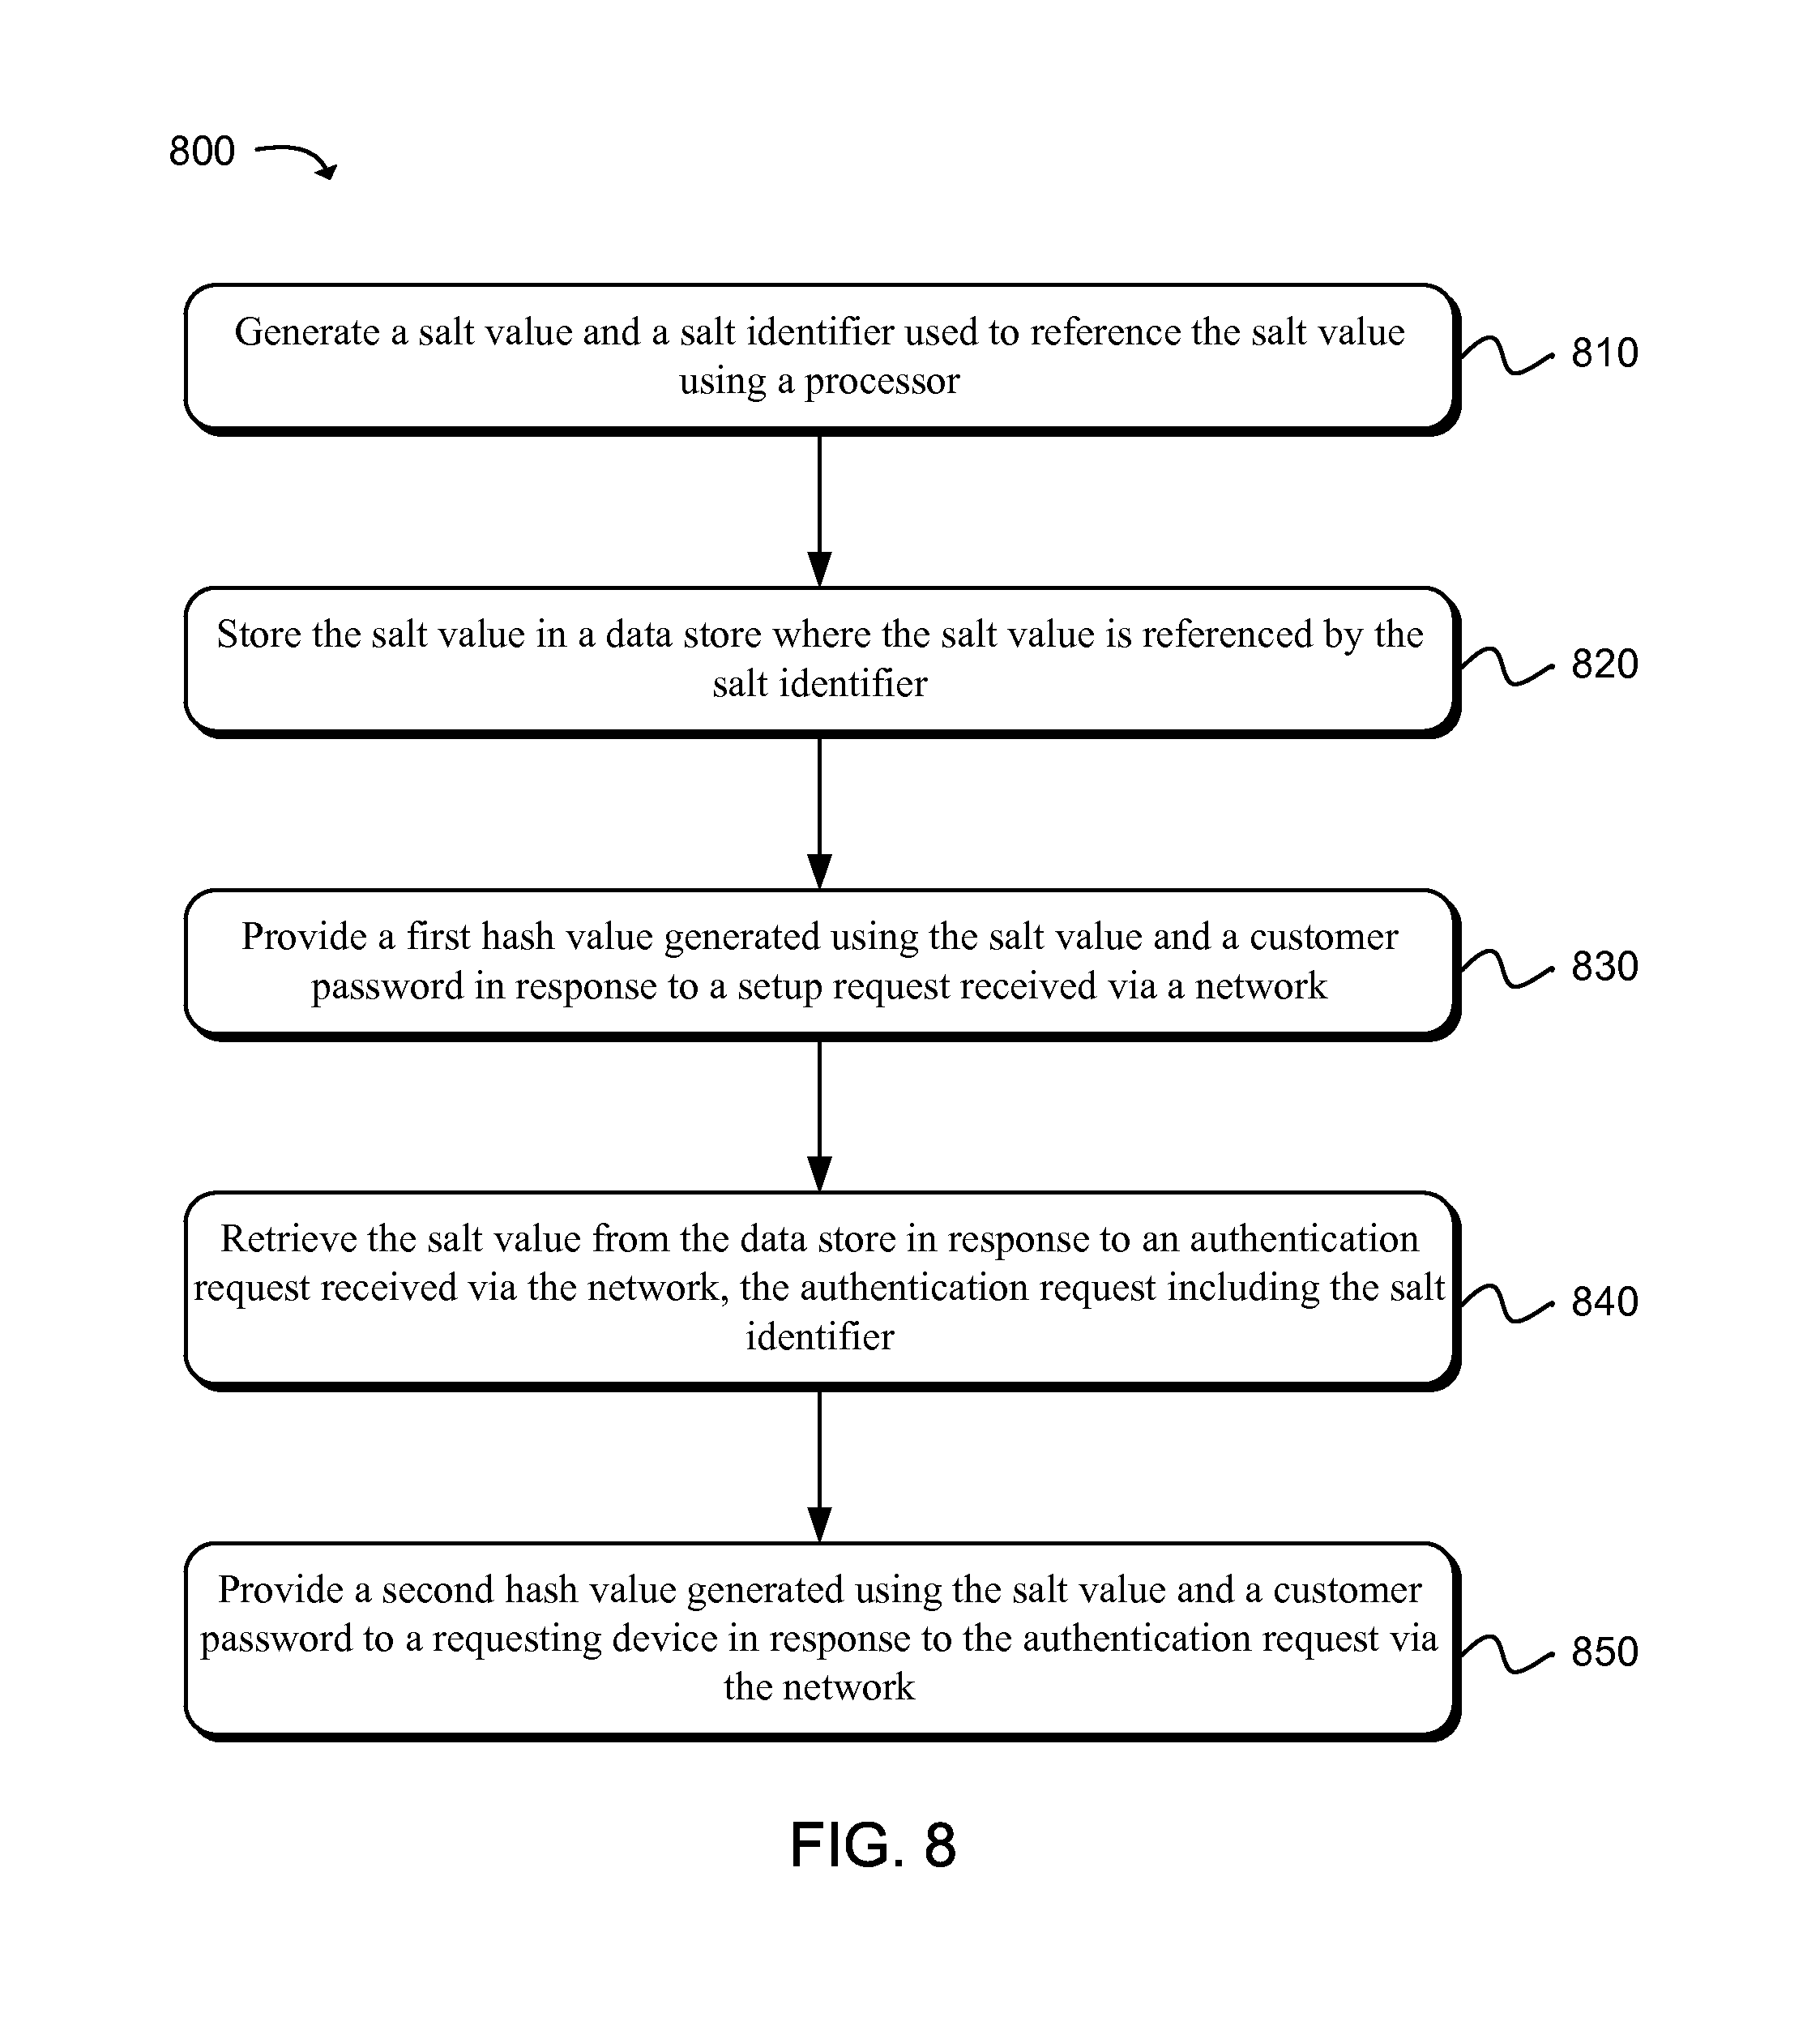 800
Generate a salt value and a salt identifier used to reference the salt value
using a processor
810
Store the salt value in a data store where the salt value is referenced by the
salt identifier
820
Provide a first hash value generated using the salt value and a customer
password in response to a setup request received via a network
830
Retrieve the salt value from the data store in response to an authentication
request received via the network, the authentication request including the salt
identifier
840
Provide a second hash value generated using the salt value and a customer
password to a requesting device in response to the authentication request via
the network
850
FIG. 8